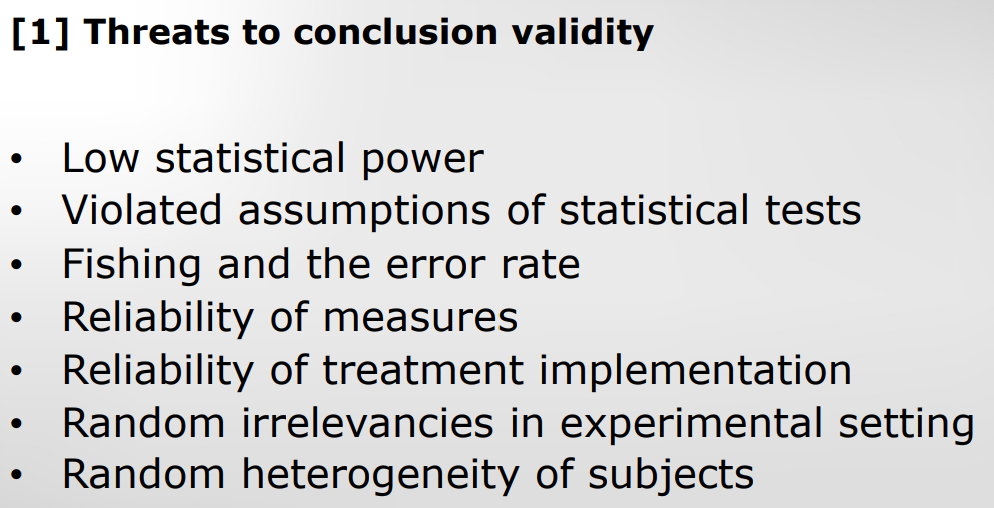 [1] Threats to conclusion validity
• Low statistical power
• Violated assumptions of statistical tests
• Fishing and the error rate
• Reliability of measures
• Reliability of treatment implementation
• Random irrelevancies in experimental setting
• Random heterogeneity of subjects